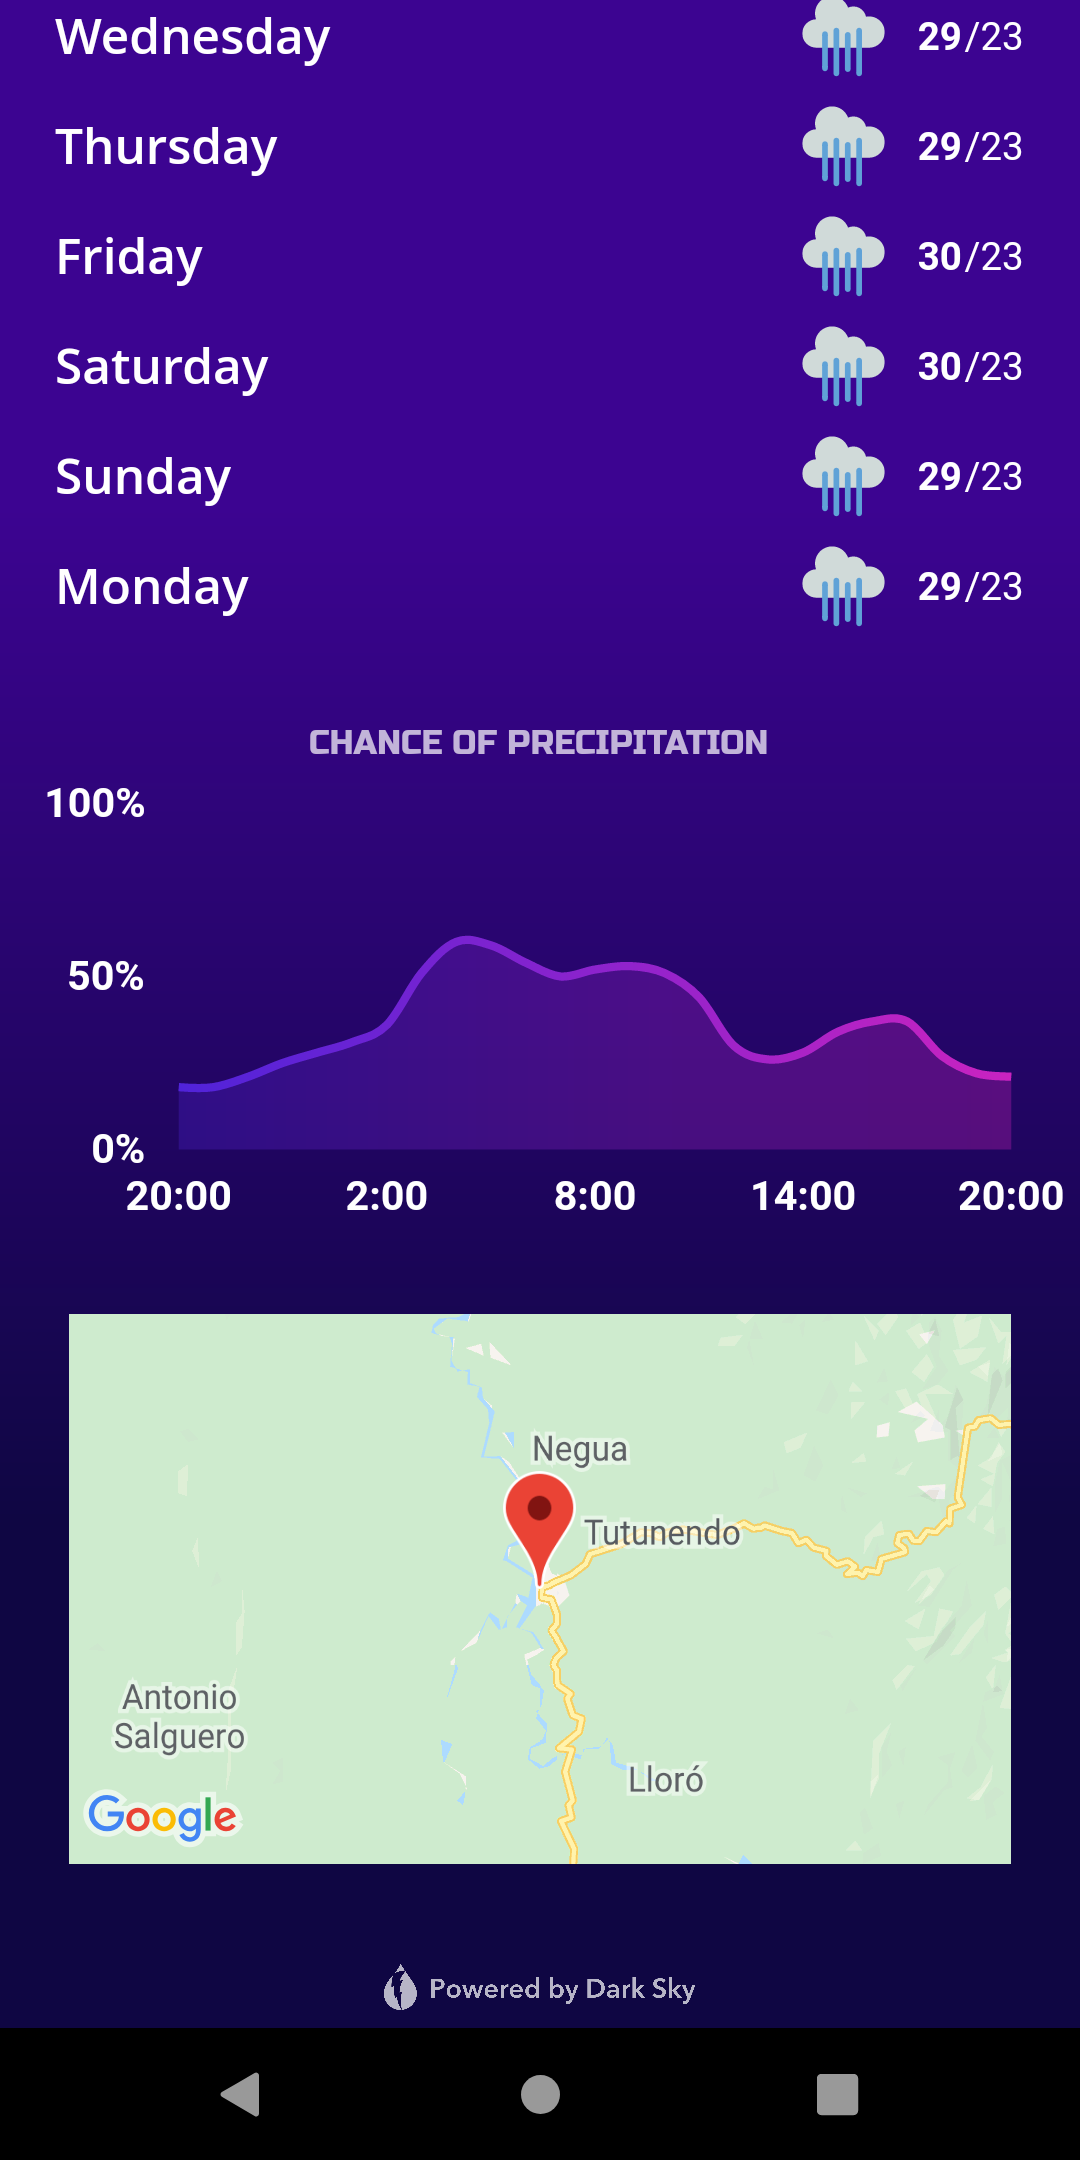 Wednesday 29/23
Thursday 29/23
Friday 30/23
Saturday 30/23
Sunday 29/23
Monday 29/23
CHANCE OF PRECIPITATION
100%
50%
0%
20:00 2:00 8:00 14:00 20:00
Negua
Tutunendo
Antonio
Salguero
Lloró
Google
Powered by Dark Sky